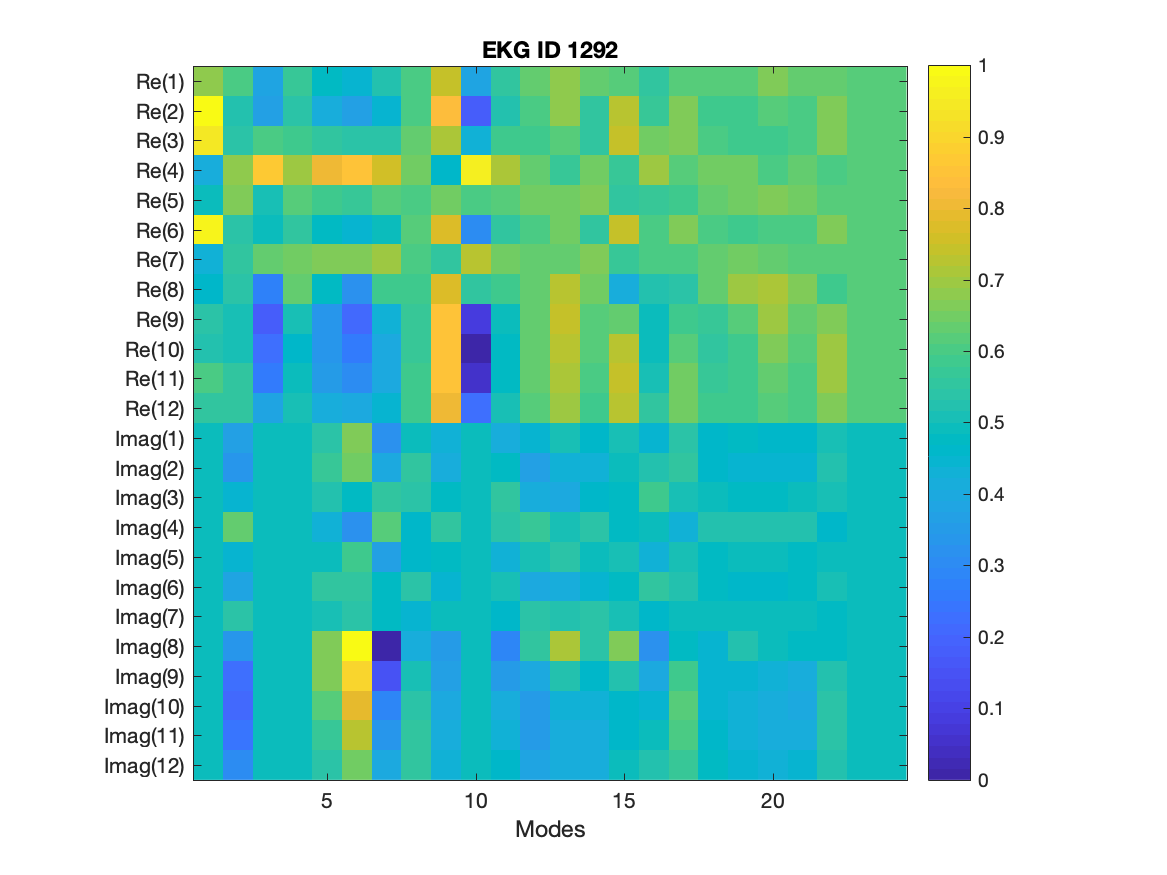 EKG ID 1292
Re(1)
Re(2)
Re(3)
Re(4)
Re(5)
Re(6)
Re(7)
Re(8)
Re(9)
Re(10)
Re(11)
Re(12)
Imag(1)
Imag(2)
Imag(3)
Imag(4)
Imag(5)
Imag(6)
Imag(7)
Imag(8)
Imag(9)
Imag(10)
Imag(11)
Imag(12)
5 10 15 20
Modes
1
0.9
0.8
0.7
0.6
0.5
0.4
0.3
0.2
0.1
0